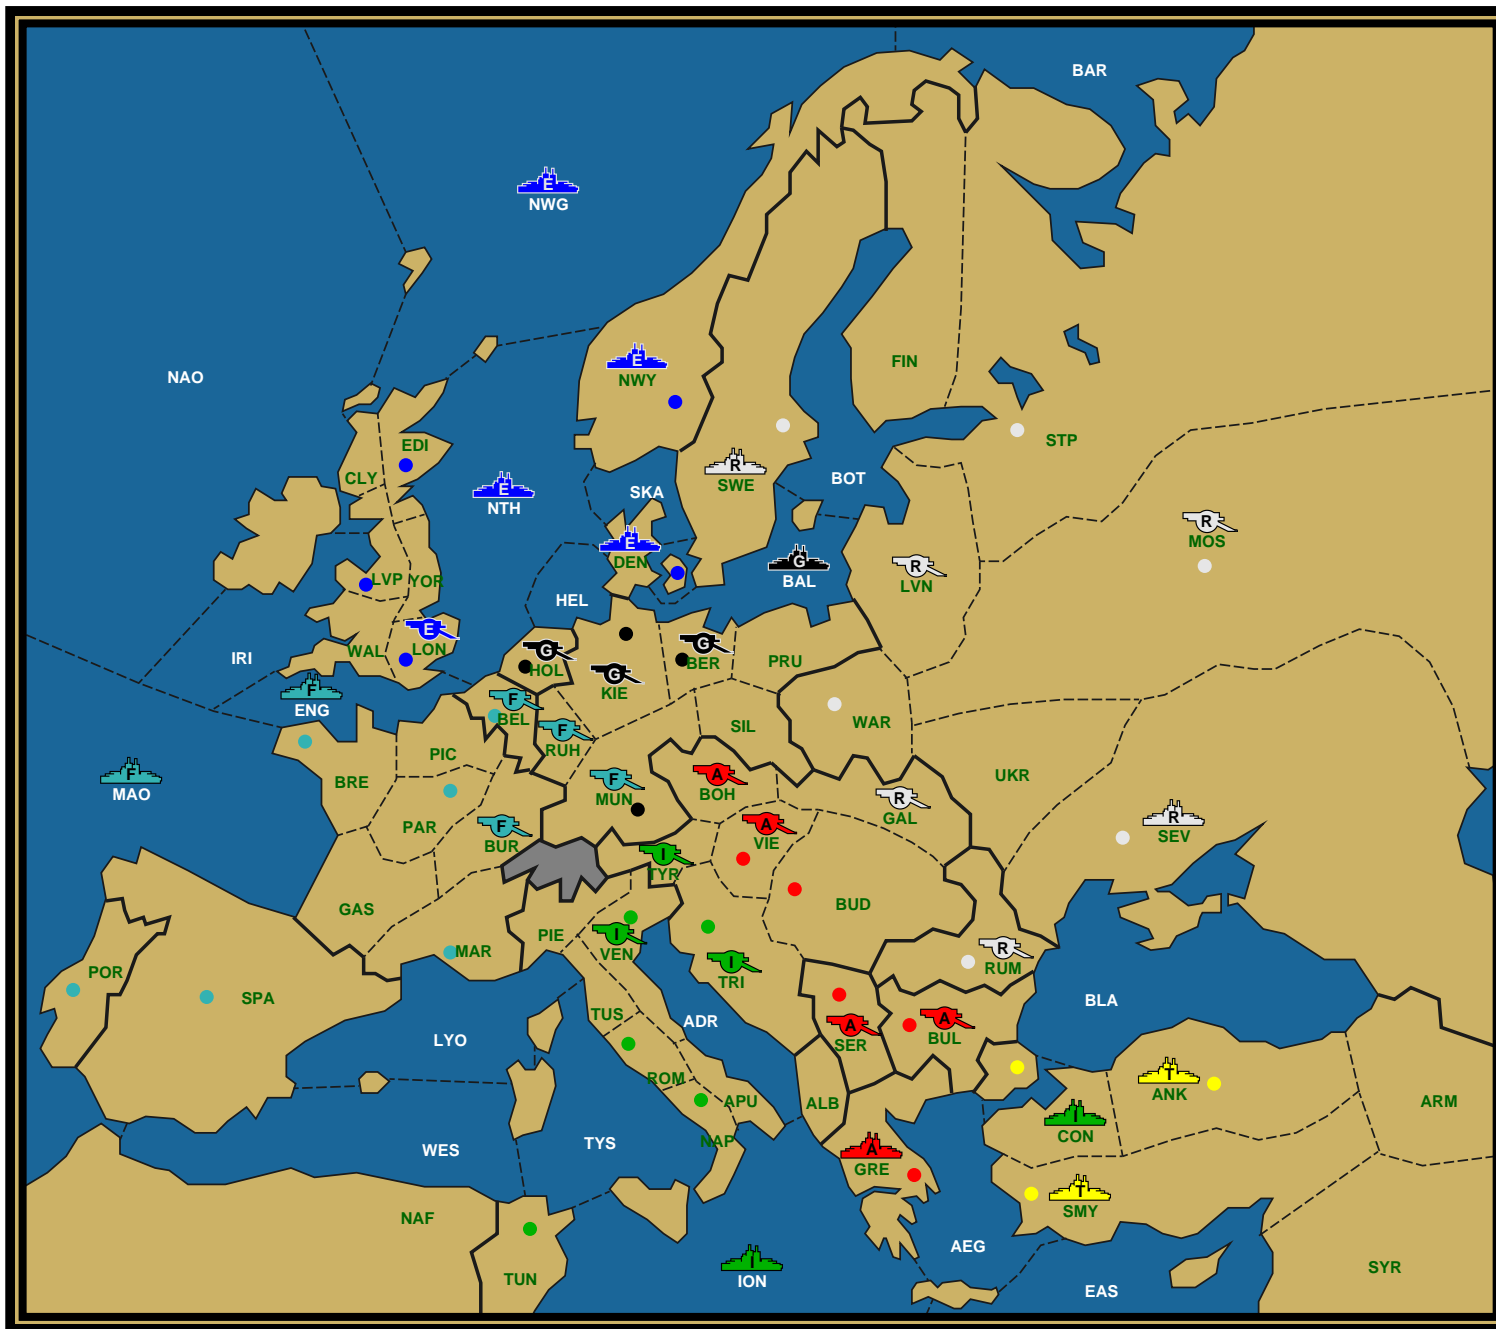 BAR
E
NWG
NAO
E
NWY
FIN
EDI
STP
CLY
R
SWE
BOT
E
NTH
SKA
R
MOS
E
DEN
G
BAL
R
LVN
LVP
YOR
HEL
E
LON
WAL
IRI
G
HOL
G
BER
PRU
G
KIE
F
ENG
F
BEL
F
RUH
WAR
SIL
PIC
F
MAO
BRE
F
MUN
A
BOH
UKR
R
GAL
R
SEV
PAR
F
BUR
A
VIE
I
TYR
BUD
GAS
PIE
I
VEN
MAR
R
RUM
I
TRI
POR
SPA
BLA
TUS
ADR
A
SER
A
BUL
LYO
ROM
APU
ALB
T
ANK
ARM
I
CON
NAP
WES
TYS
A
GRE
T
SMY
NAF
AEG
TUN
I
ION
EAS
SYR